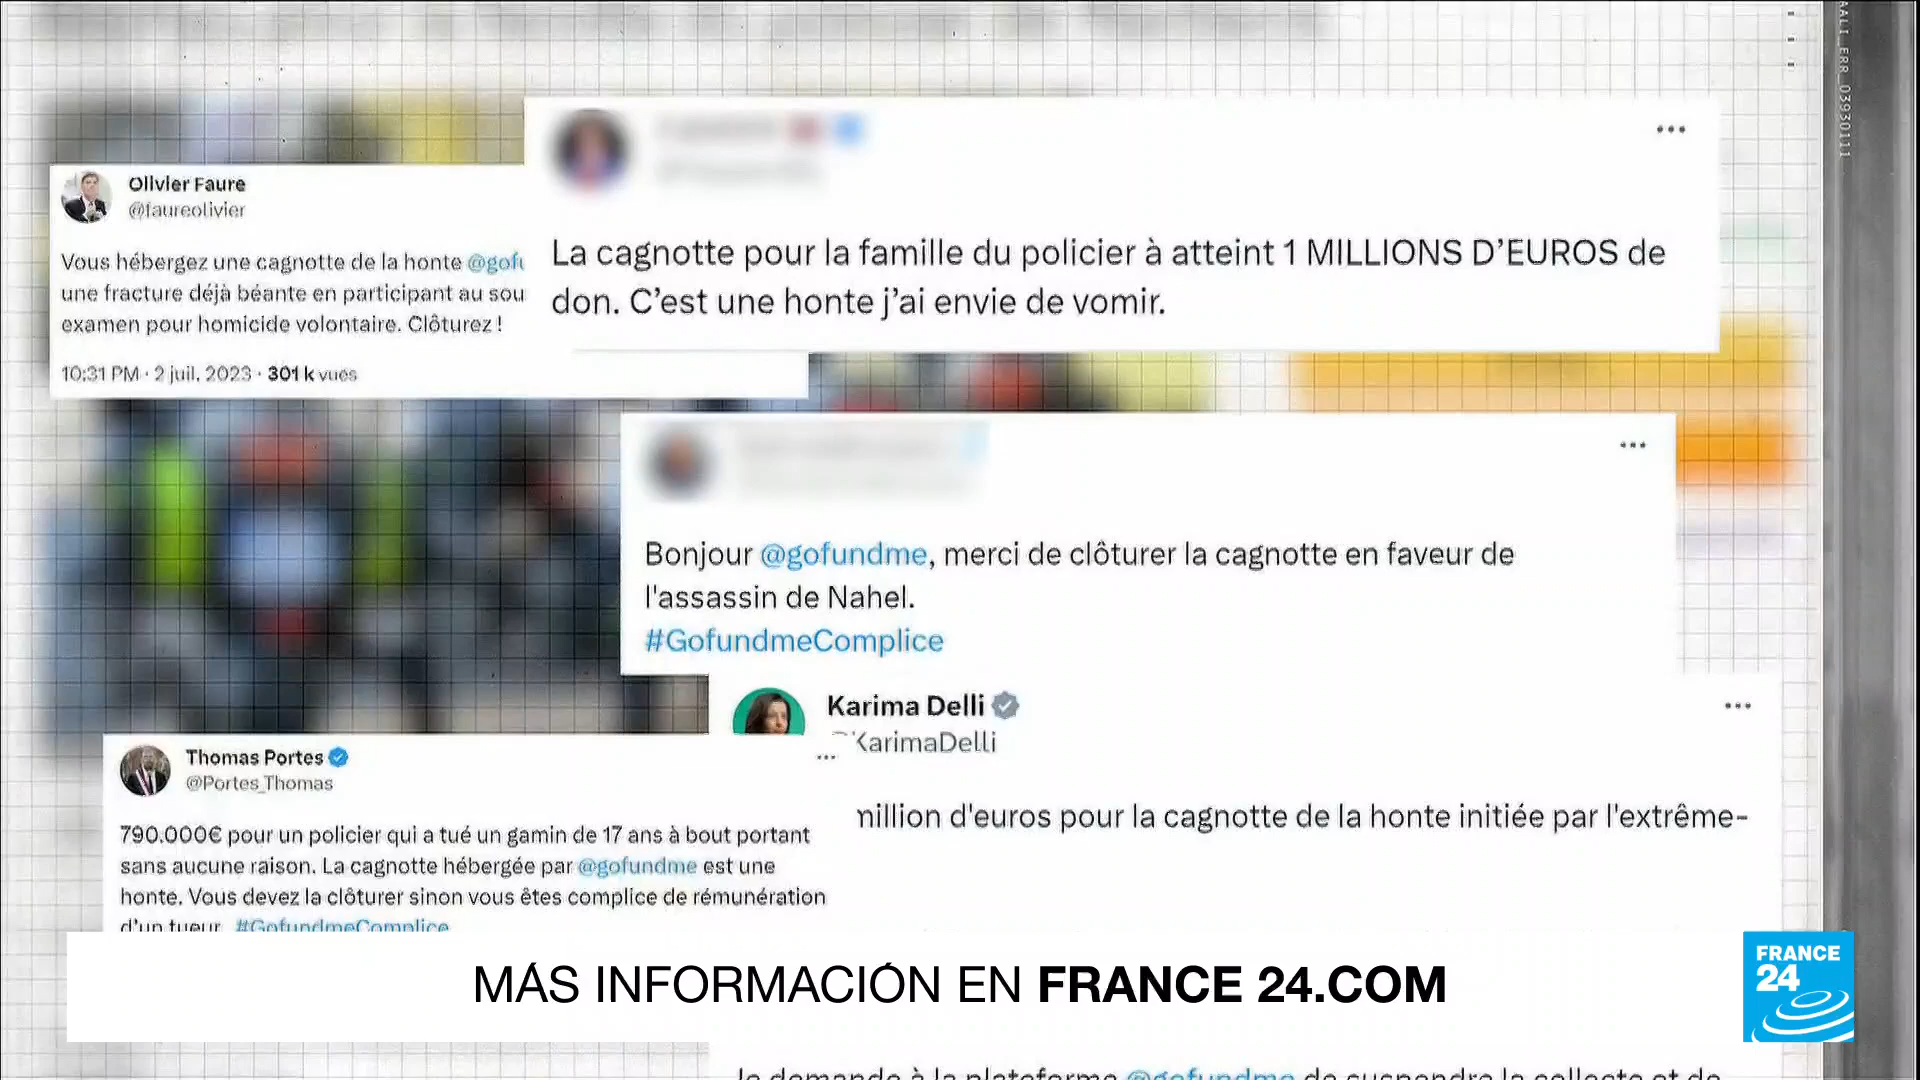 AALI_ERR_03930111
Olivier Faure
@faureolivier
Vous hébergez une cagnotte de la honte
une fracture déjà béante en participant au
examen pour homicide volontaire. Clôturez !
10:31 PM · 2 juil. 2023 · 301 k vues
La cagnotte pour la famille du policier à atteint 1 MILLIONS D’EUROS de
don. C’est une honte j’ai envie de vomir.
Bonjour @gofundme, merci de clôturer la cagnotte en faveur de
l'assassin de Nahel.
#GofundmeComplice
Karima Delli
@KarimaDelli
million d'euros pour la cagnotte de la honte initiée par l'extrême-
Thomas Portes
@Portes_Thomas
790.000€ pour un policier qui a tué un gamin de 17 ans à bout portant
sans aucune raison. La cagnotte hébergée par @gofundme est une
honte. Vous devez la clôturer sinon vous êtes complice de rémunération
d'un tueur. #GofundmeComplice
MÁS INFORMACIÓN EN FRANCE 24.COM
FRANCE
24
Je demande à la plateforme @gofundme de suspendre la collecte et de